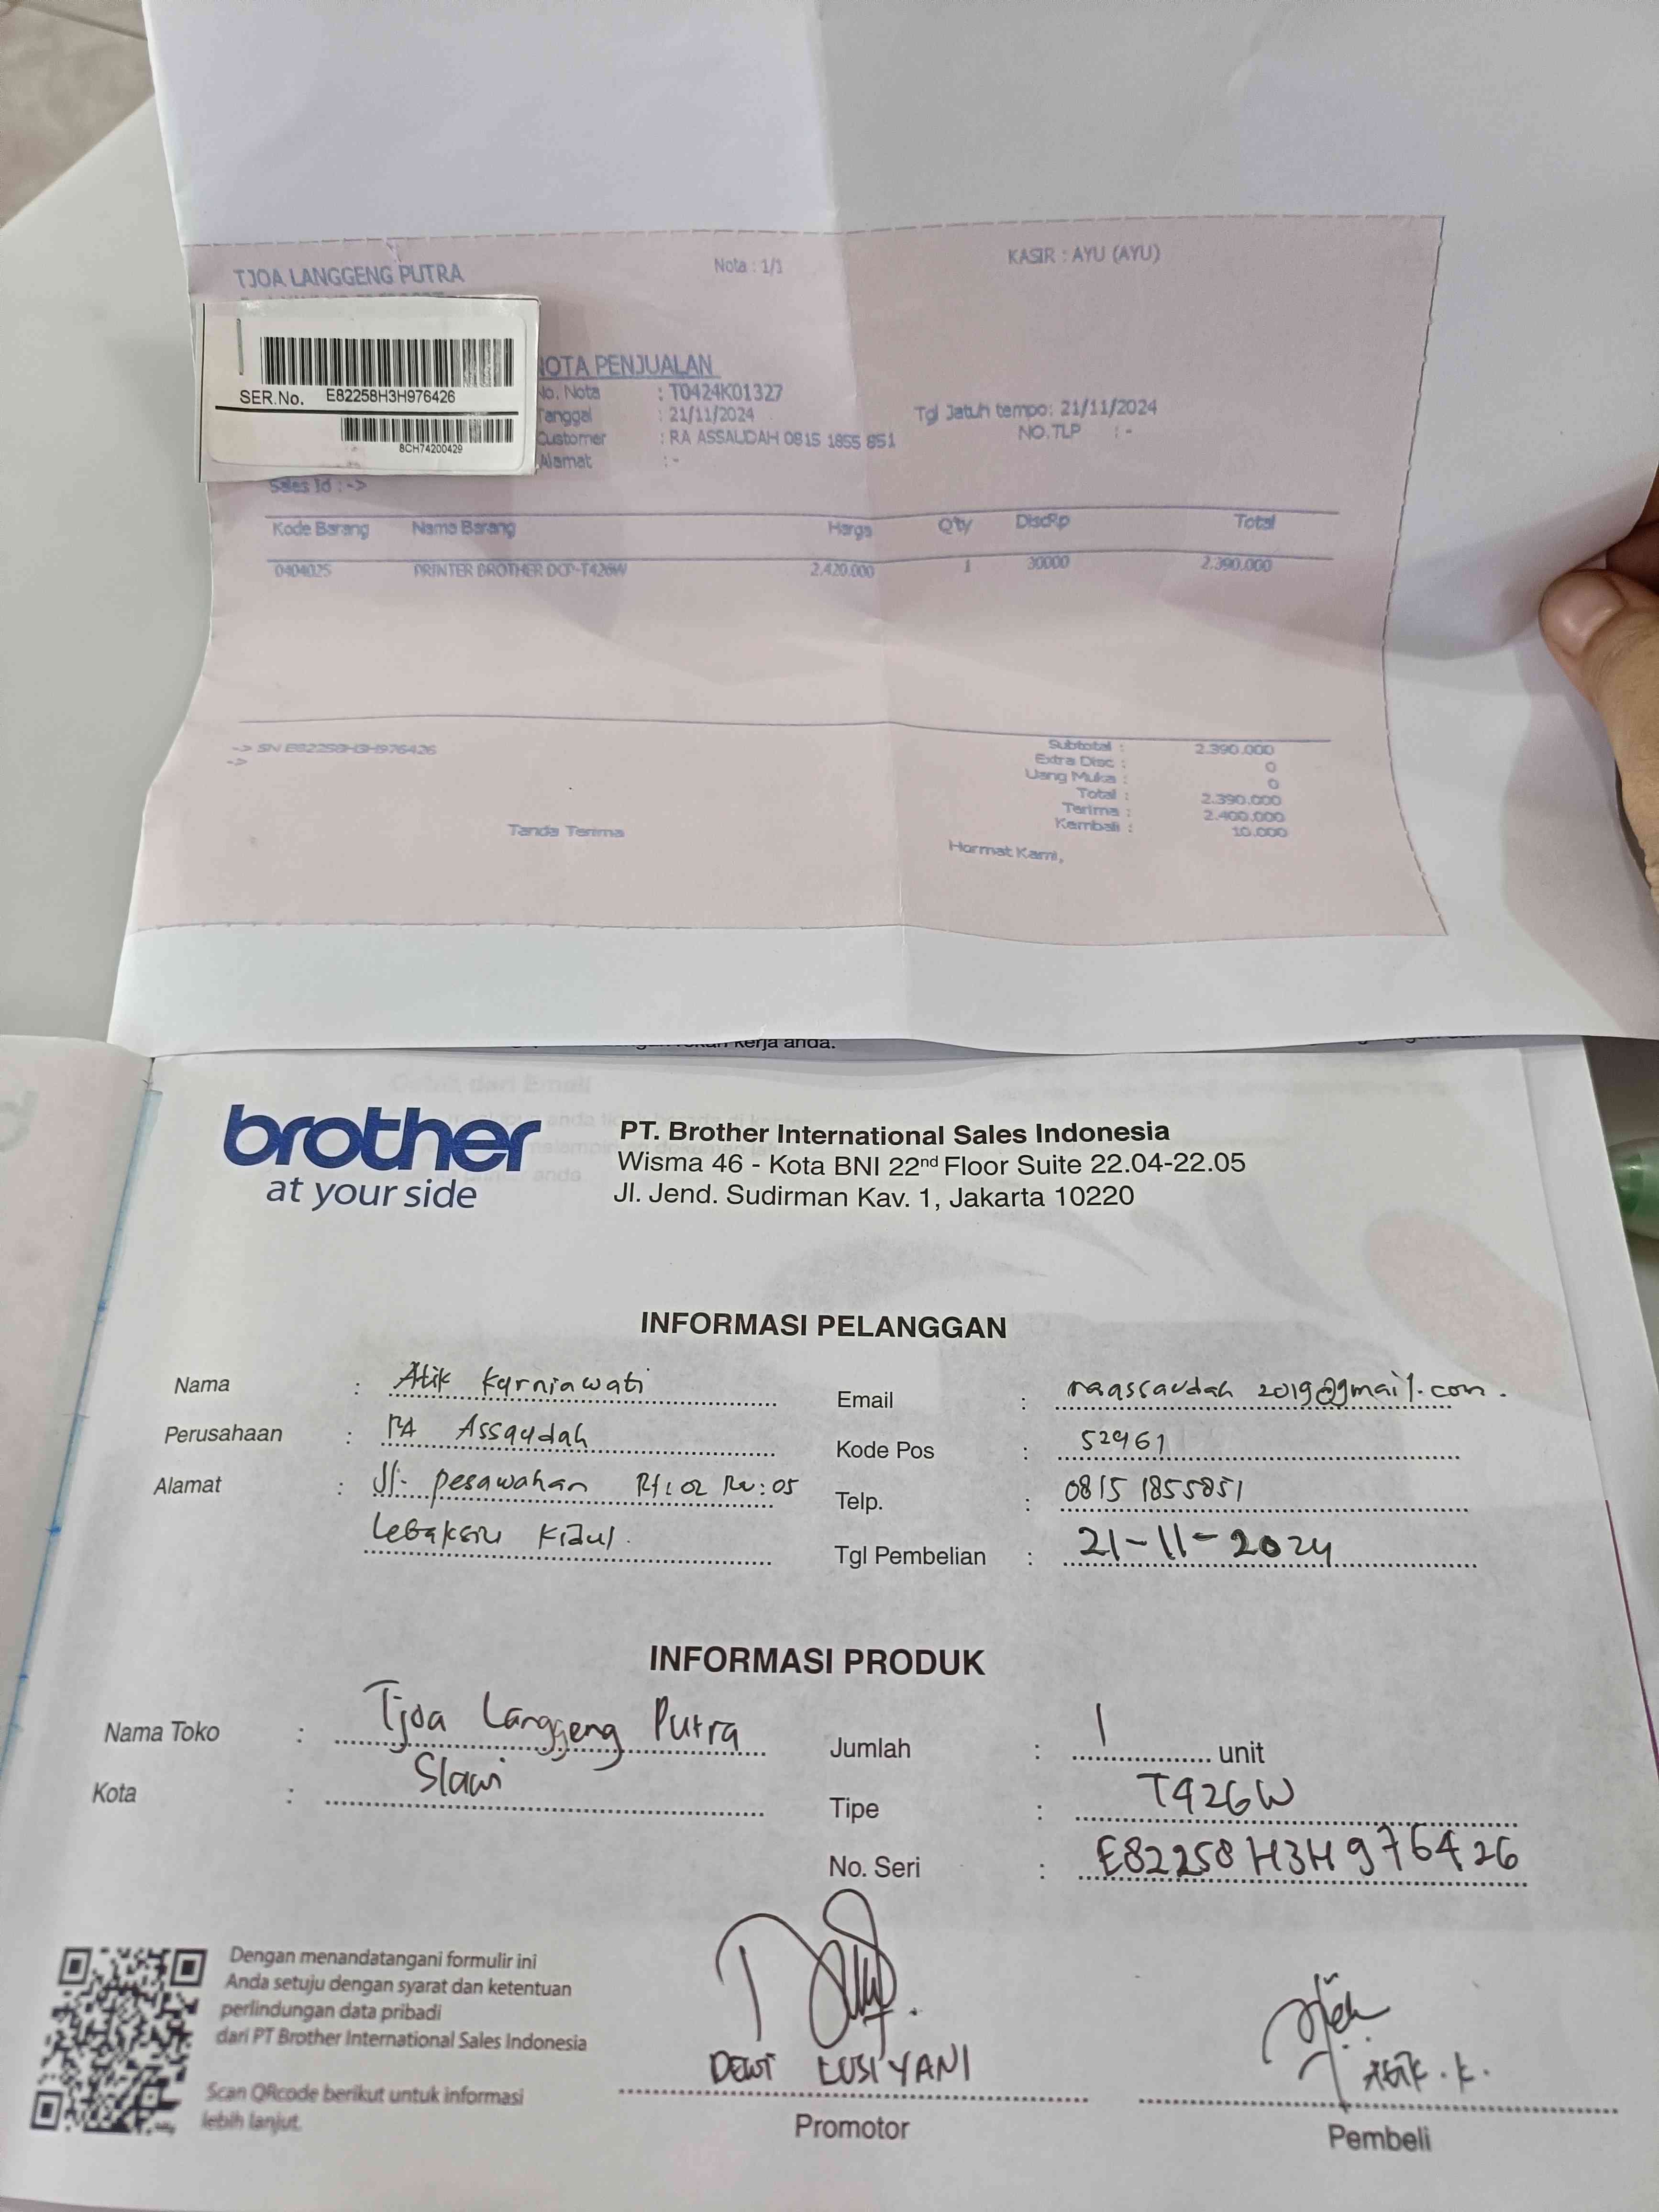 TJOA LANGGENG PUTRA
Nota : 1/1
KASIR : AYU (AYU)
SER.No. E82258H3H976426
8CH74200429
NOTA PENJUALAN
No. Nota : T0424K01327
Tanggal : 21/11/2024
Customer : RA ASSAUDAH 0815 1855 851
Alamat : -
Tgl Jatuh tempo: 21/11/2024
NO.TLP : -
Sales Id : ->
Kode Barang Nama Barang Harga Q'ty DiscRp Total
0404025 PRINTER BROTHER DCP-T426W 2.420.000 1 30000 2.390.000
-> SN E82258H3H976426
->
Subtotal : 2.390.000
Extra Disc : 0
Uang Muka : 0
Total : 2.390.000
Terima : 2.400.000
Kembali : 10.000
Tanda Terima
Hormat Kami,
kerja anda.
brother
at your side
PT. Brother International Sales Indonesia
Wisma 46 - Kota BNI 22nd Floor Suite 22.04-22.05
Jl. Jend. Sudirman Kav. 1, Jakarta 10220
INFORMASI PELANGGAN
Nama : Atik Kurniawati
Perusahaan : RA Assaudah
Alamat : Jl. Pesawahan Rt: 02 Rw: 05
Lebaksiu Kidul.
Email : raassaudah2019@gmail.com.
Kode Pos : 52461
Telp. : 0815 1855851
Tgl Pembelian : 21-11-2024
INFORMASI PRODUK
Nama Toko : Tjoa Langgeng Putra
Kota : Slawi
Jumlah : 1 unit
Tipe : T426W
No. Seri : E82258H3H976426
Dengan menandatangani formulir ini
Anda setuju dengan syarat dan ketentuan
perlindungan data pribadi
dari PT Brother International Sales Indonesia
Scan QRcode berikut untuk informasi
lebih lanjut.
DEWI LUSIYANI
Promotor
Atik. K.
Pembeli